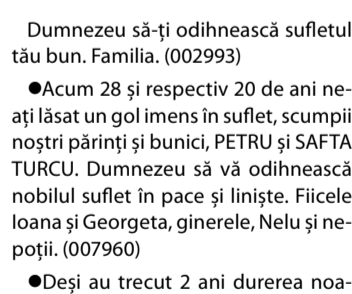 Dumnezeu să-ți odihnească sufletul
tău bun. Familia. (002993)
●Acum 28 și respectiv 20 de ani ne-
ați lăsat un gol imens în suflet, scumpii
noștri părinți și bunici, PETRU și SAFTA
TURCU. Dumnezeu să vă odihnească
nobilul suflet în pace și liniște. Fiicele
Ioana și Georgeta, ginerele, Nelu și ne-
poții. (007960)
●Deși au trecut 2 ani durerea noa-